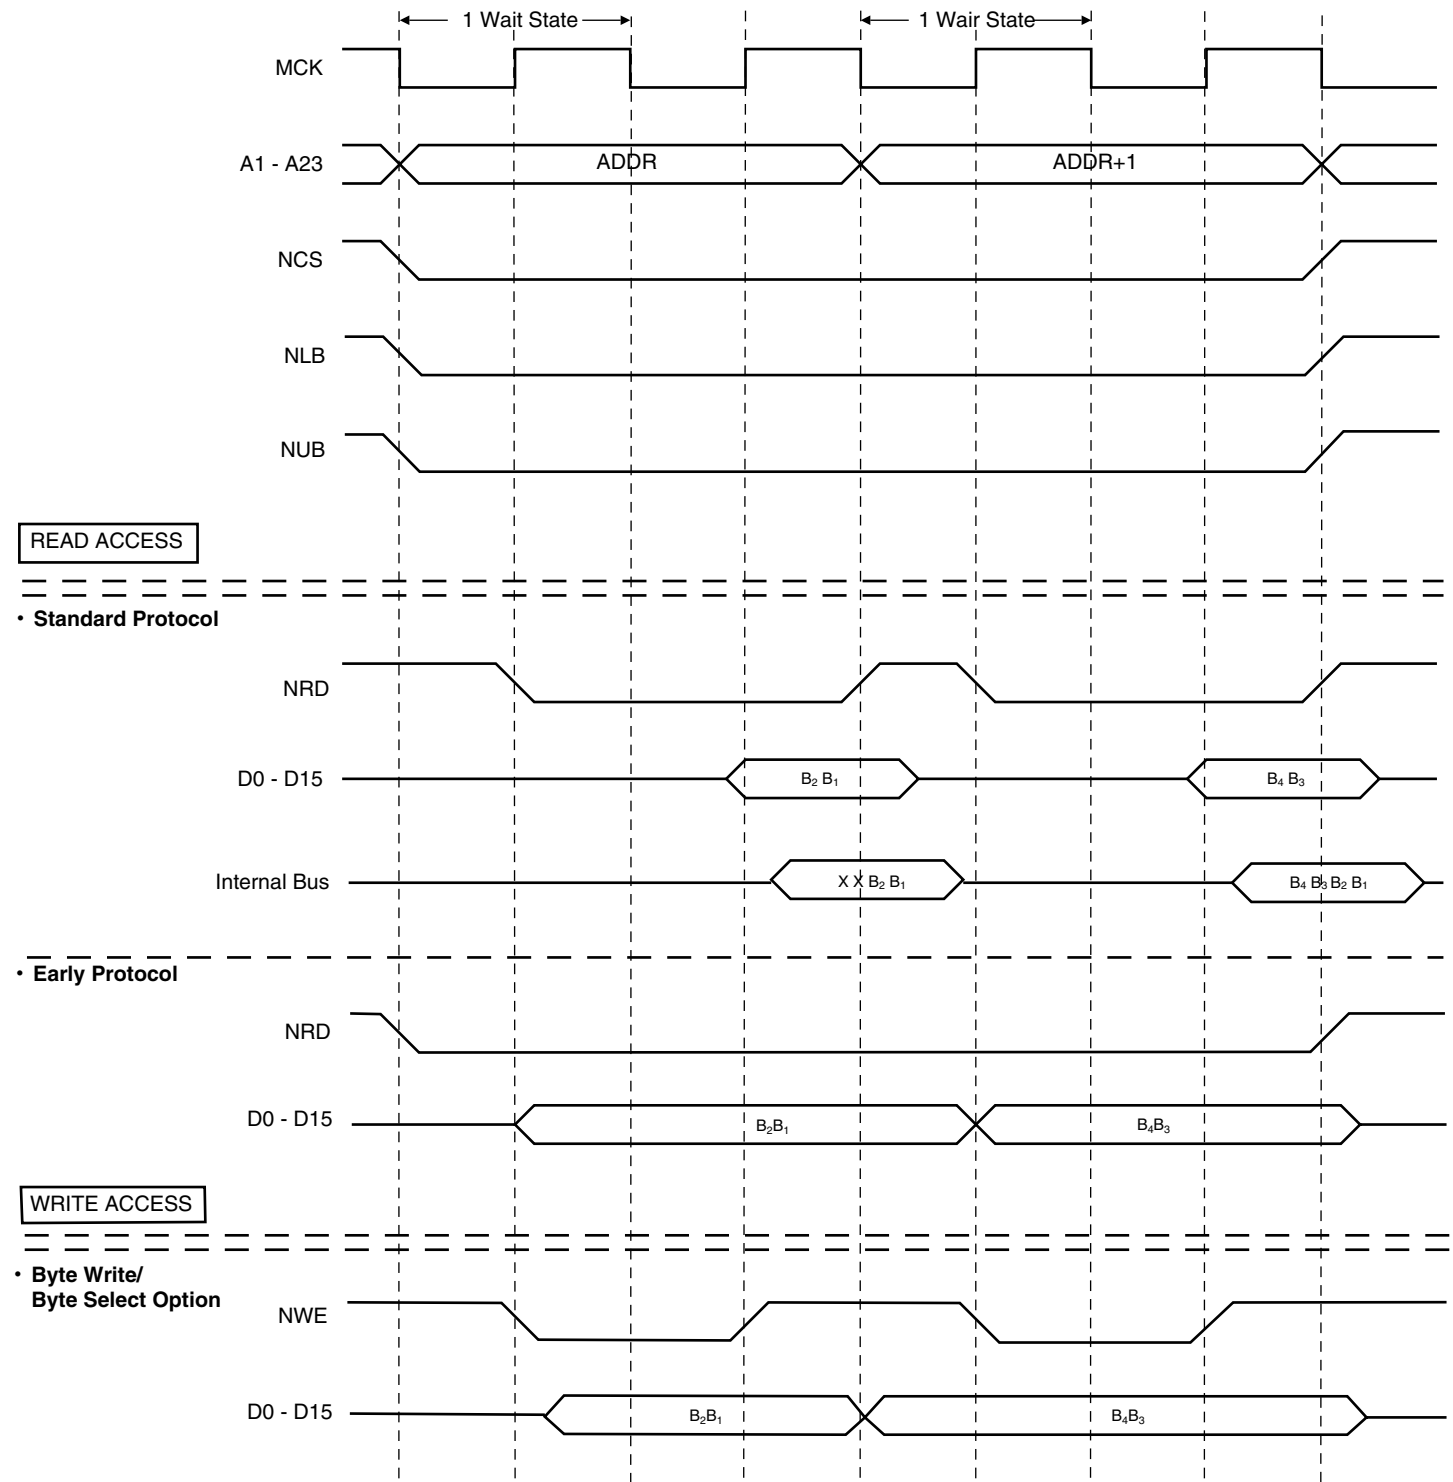 1 Wait State
1 Wair State
MCK
A1 - A23
ADDR
ADDR+1
NCS
NLB
NUB
READ ACCESS
• Standard Protocol
NRD
D0 - D15
B₂ B₁
B₄ B₃
Internal Bus
X X B₂ B₁
B₄ B₃ B₂ B₁
• Early Protocol
NRD
D0 - D15
B₂B₁
B₄B₃
WRITE ACCESS
• Byte Write/
Byte Select Option
NWE
D0 - D15
B₂B₁
B₄B₃